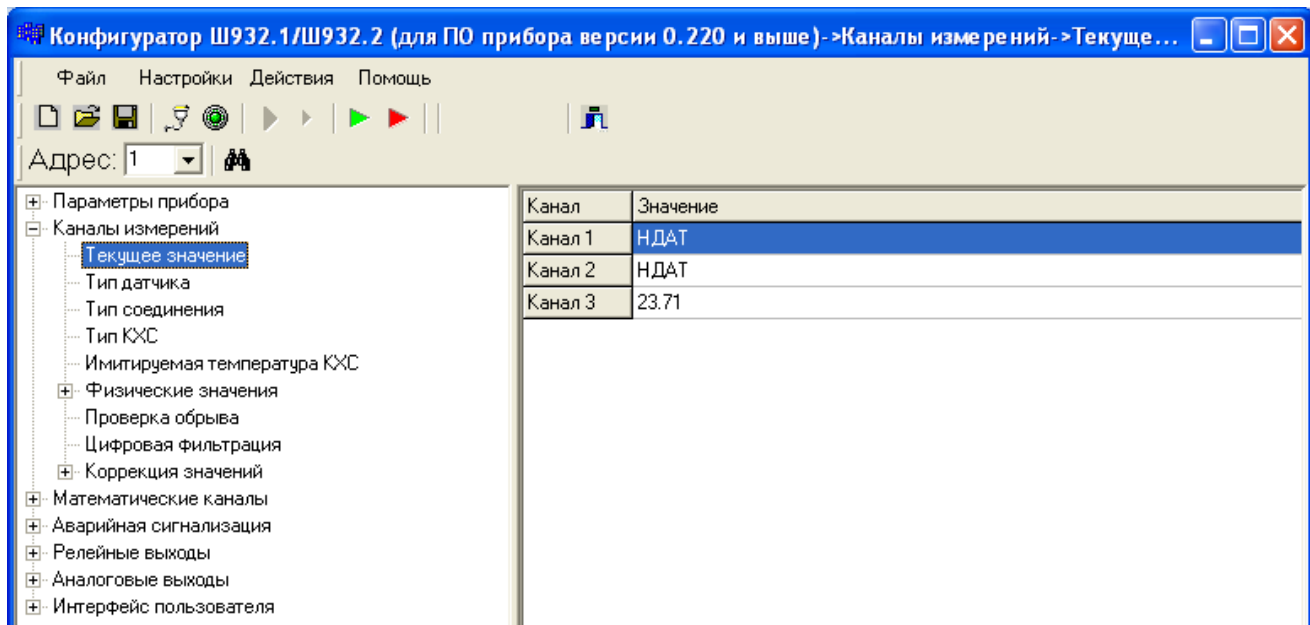 Конфигуратор Ш932.1/Ш932.2 (для ПО прибора версии 0.220 и выше)->Каналы измерений->Текуще...
Файл Настройки Действия Помощь
Адрес: 1
Параметры прибора
Каналы измерений
Текущее значение
Тип датчика
Тип соединения
Тип КХС
Имитируемая температура КХС
Физические значения
Проверка обрыва
Цифровая фильтрация
Коррекция значений
Математические каналы
Аварийная сигнализация
Релейные выходы
Аналоговые выходы
Интерфейс пользователя
Канал Значение
Канал 1 НДАТ
Канал 2 НДАТ
Канал 3 23.71